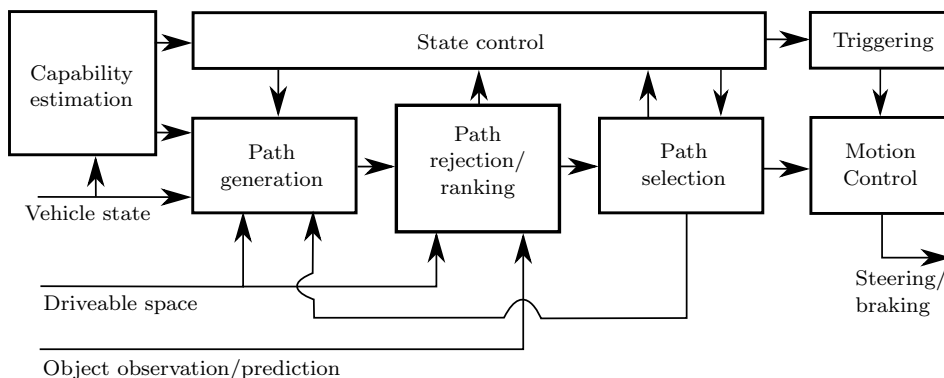 State control
Triggering
Capability
estimation
Path
generation
Path
rejection/
ranking
Path
selection
Motion
Control
Vehicle state
Driveable space
Steering/
braking
Object observation/prediction